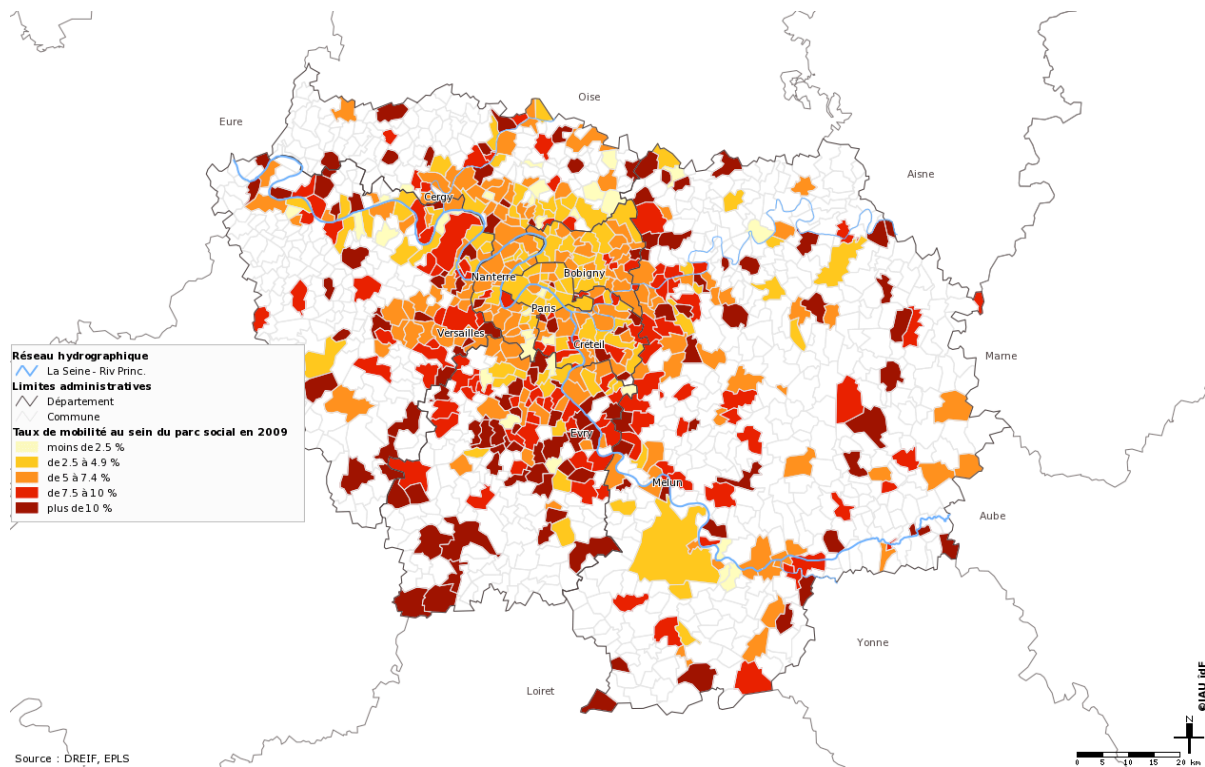 Oise
Eure
Aisne
Cergy
Nanterre
Bobigny
Paris
Versailles
Créteil
Marne
Réseau hydrographique
La Seine - Riv Princ.
Limites administratives
Département
Commune
Taux de mobilité au sein du parc social en 2009
moins de 2.5 %
de 2.5 à 4.9 %
de 5 à 7.4 %
de 7.5 à 10 %
plus de 10 %
Evry
Melun
Aube
Yonne
Loiret
©IAU îdF
N
Source : DREIF, EPLS
0 5 10 15 20 km